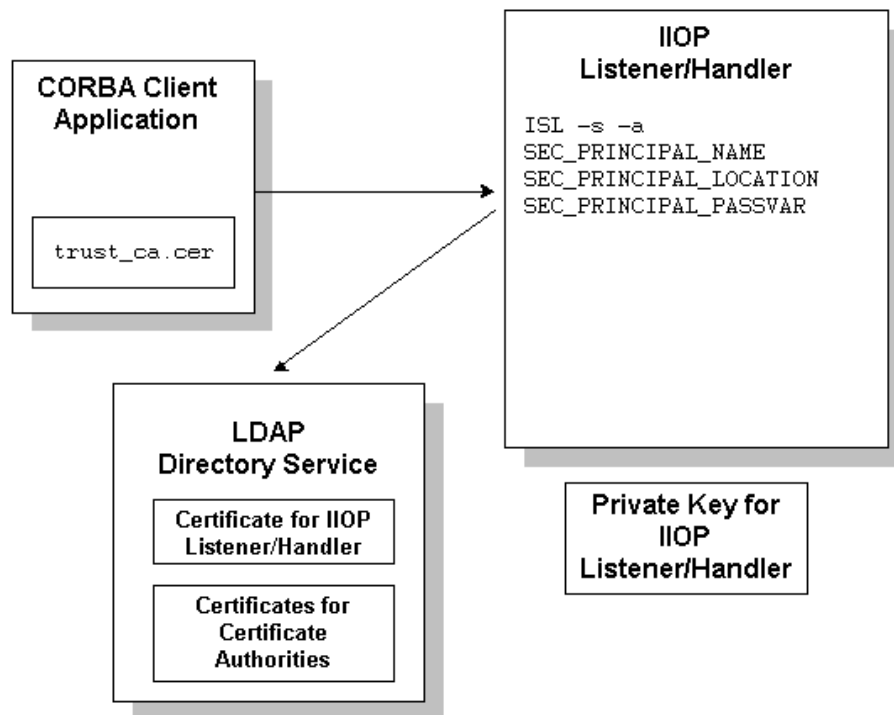 CORBA Client
Application
trust_ca.cer
IIOP
Listener/Handler
ISL -s -a
SEC_PRINCIPAL_NAME
SEC_PRINCIPAL_LOCATION
SEC_PRINCIPAL_PASSVAR
LDAP
Directory Service
Certificate for IIOP
Listener/Handler
Certificates for
Certificate
Authorities
Private Key for
IIOP
Listener/Handler